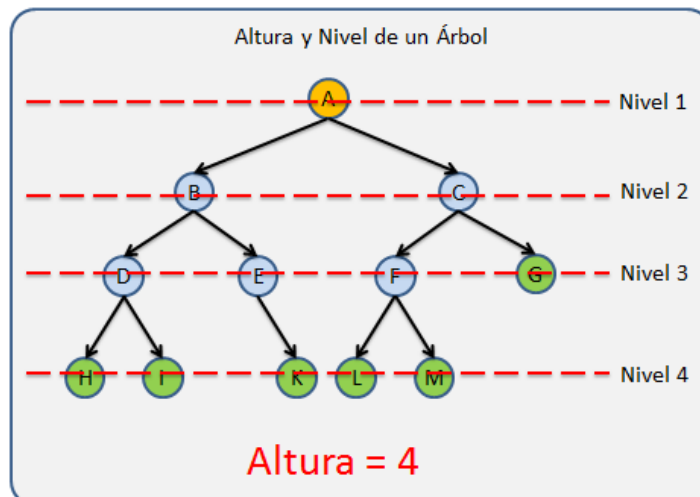 Altura y Nivel de un Árbol
A
Nivel 1
B
C
Nivel 2
D
E
F
G
Nivel 3
H
I
K
L
M
Nivel 4
Altura = 4